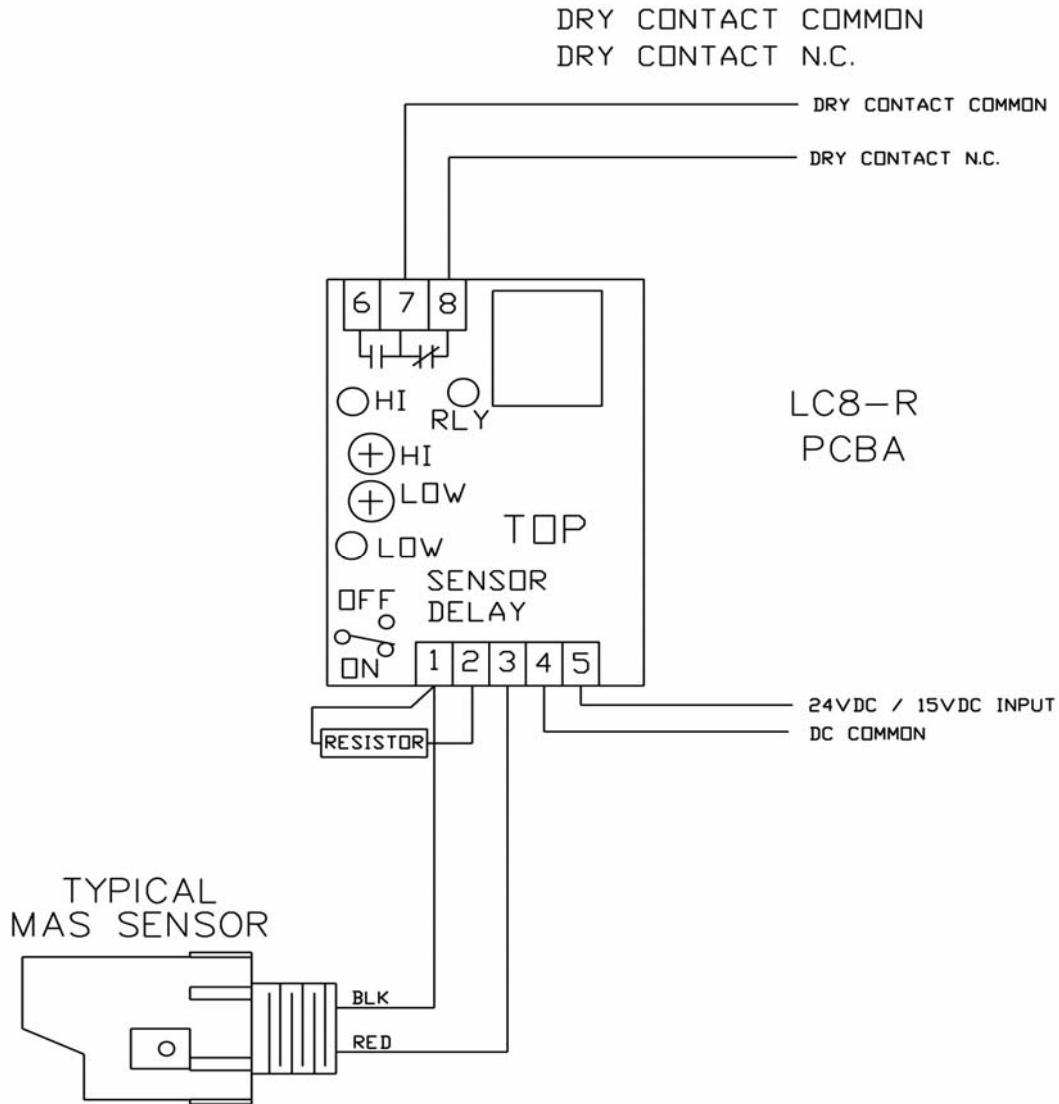 DRY CONTACT COMMON
DRY CONTACT N.C.
DRY CONTACT COMMON
DRY CONTACT N.C.
6 7 8
HI
RLY
HI
LOW
LOW
TOP
LC8-R
PCBA
SENSOR
DELAY
OFF
ON
1 2 3 4 5
24VDC / 15VDC INPUT
DC COMMON
RESISTOR
TYPICAL
MAS SENSOR
BLK
RED